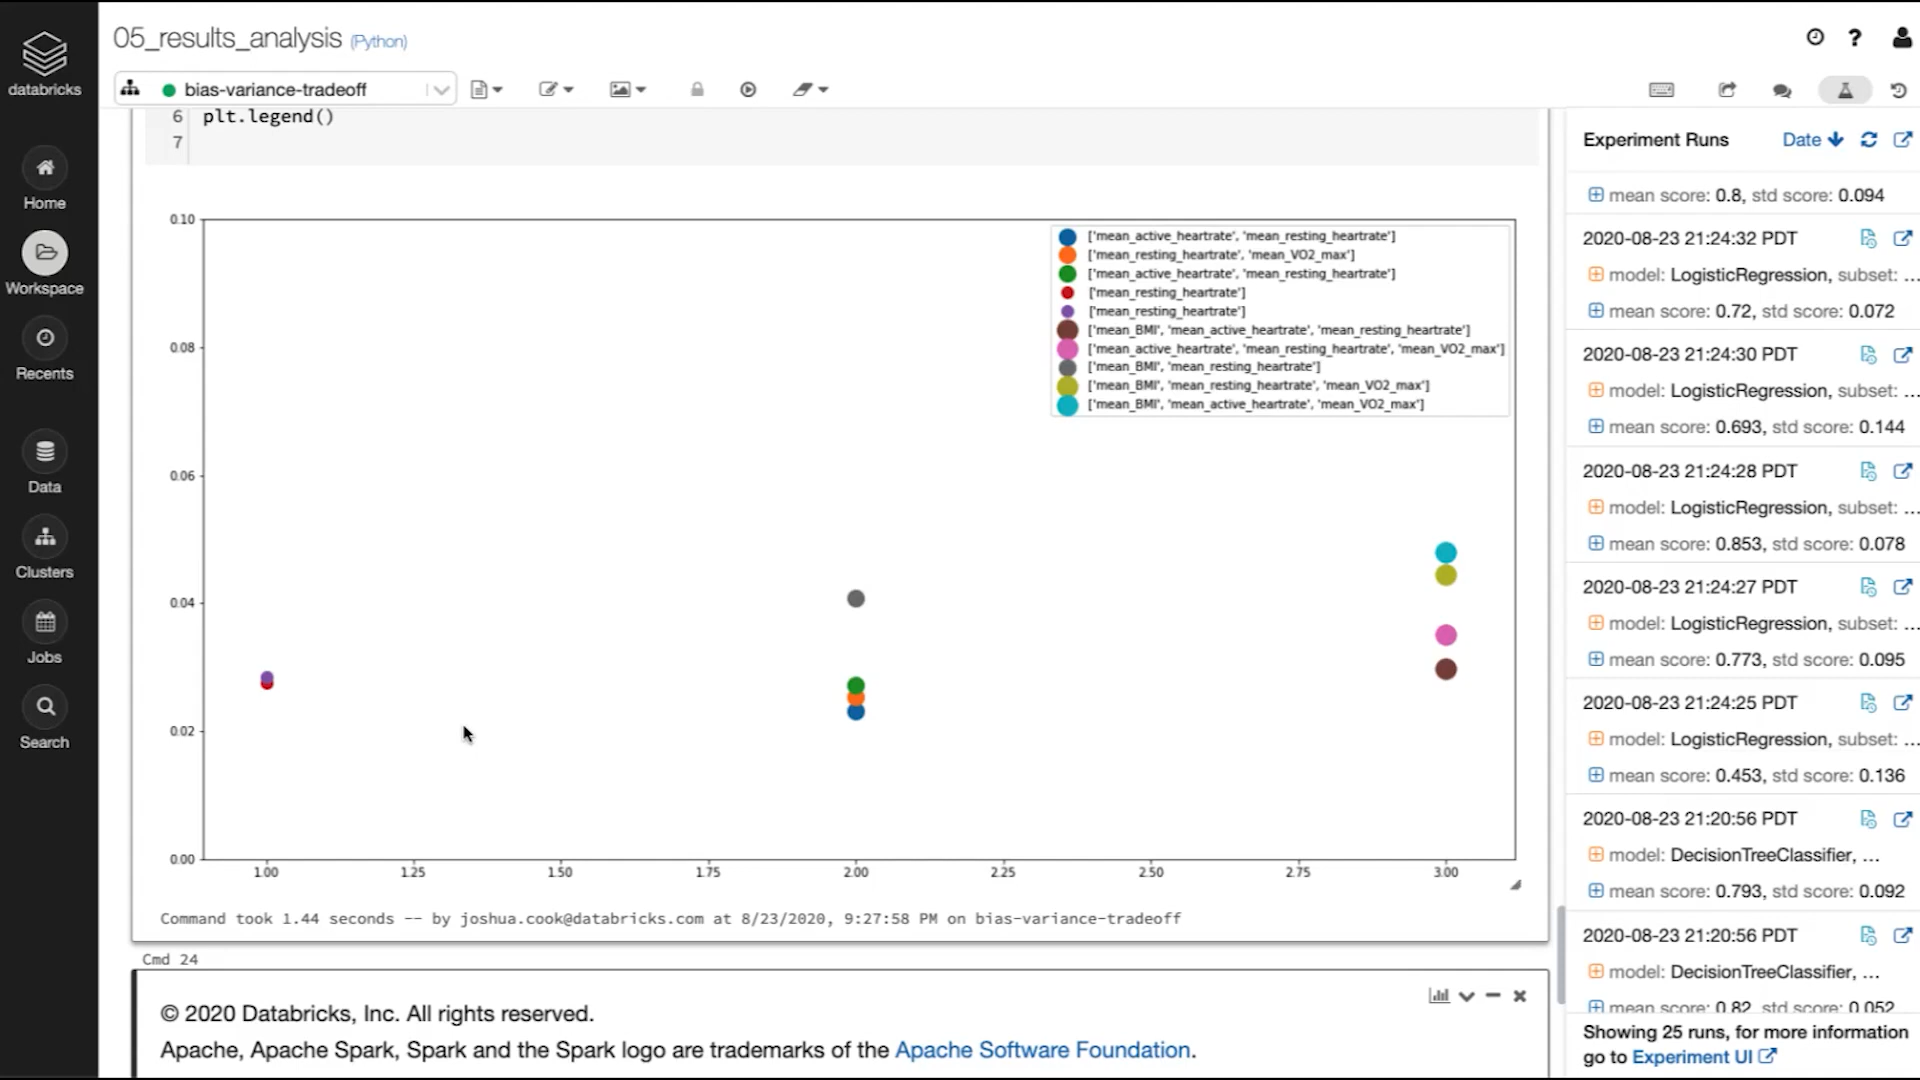 databricks
Home
Workspace
Recents
Data
Clusters
Jobs
Search
05_results_analysis (Python)
bias-variance-tradeoff
6 plt.legend()
7
0.10
0.08
0.06
0.04
0.02
0.00
1.00 1.25 1.50 1.75 2.00 2.25 2.50 2.75 3.00
['mean_active_heartrate', 'mean_resting_heartrate']
['mean_resting_heartrate', 'mean_VO2_max']
['mean_active_heartrate', 'mean_resting_heartrate']
['mean_resting_heartrate']
['mean_resting_heartrate']
['mean_BMI', 'mean_active_heartrate', 'mean_resting_heartrate']
['mean_active_heartrate', 'mean_resting_heartrate', 'mean_VO2_max']
['mean_BMI', 'mean_resting_heartrate']
['mean_BMI', 'mean_resting_heartrate', 'mean_VO2_max']
['mean_BMI', 'mean_active_heartrate', 'mean_VO2_max']
Command took 1.44 seconds -- by joshua.cook@databricks.com at 8/23/2020, 9:27:58 PM on bias-variance-tradeoff
Cmd 24
© 2020 Databricks, Inc. All rights reserved.
Apache, Apache Spark, Spark and the Spark logo are trademarks of the Apache Software Foundation.
Experiment Runs Date
mean score: 0.8, std score: 0.094
2020-08-23 21:24:32 PDT
model: LogisticRegression, subset: ...
mean score: 0.72, std score: 0.072
2020-08-23 21:24:30 PDT
model: LogisticRegression, subset: ...
mean score: 0.693, std score: 0.144
2020-08-23 21:24:28 PDT
model: LogisticRegression, subset: ...
mean score: 0.853, std score: 0.078
2020-08-23 21:24:27 PDT
model: LogisticRegression, subset: ...
mean score: 0.773, std score: 0.095
2020-08-23 21:24:25 PDT
model: LogisticRegression, subset: ...
mean score: 0.453, std score: 0.136
2020-08-23 21:20:56 PDT
model: DecisionTreeClassifier, ...
mean score: 0.793, std score: 0.092
2020-08-23 21:20:56 PDT
model: DecisionTreeClassifier, ...
mean score: 0.82, std score: 0.052
Showing 25 runs, for more information
go to Experiment UI